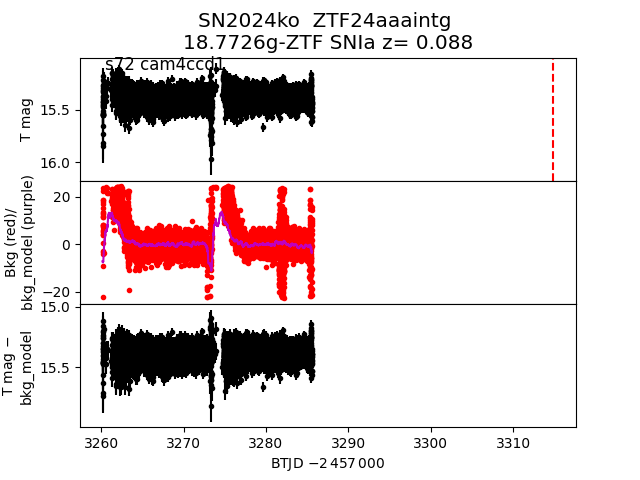 SN2024ko  ZTF24aaaintg
18.7726g-ZTF SNIa z= 0.088
s72 cam4ccd1
T mag
15.5
16.0
Bkg (red)/
bkg_model (purple)
20
0
−20
T mag −
bkg_model
15.0
15.5
3260 3270 3280 3290 3300 3310
BTJD −2 457 000